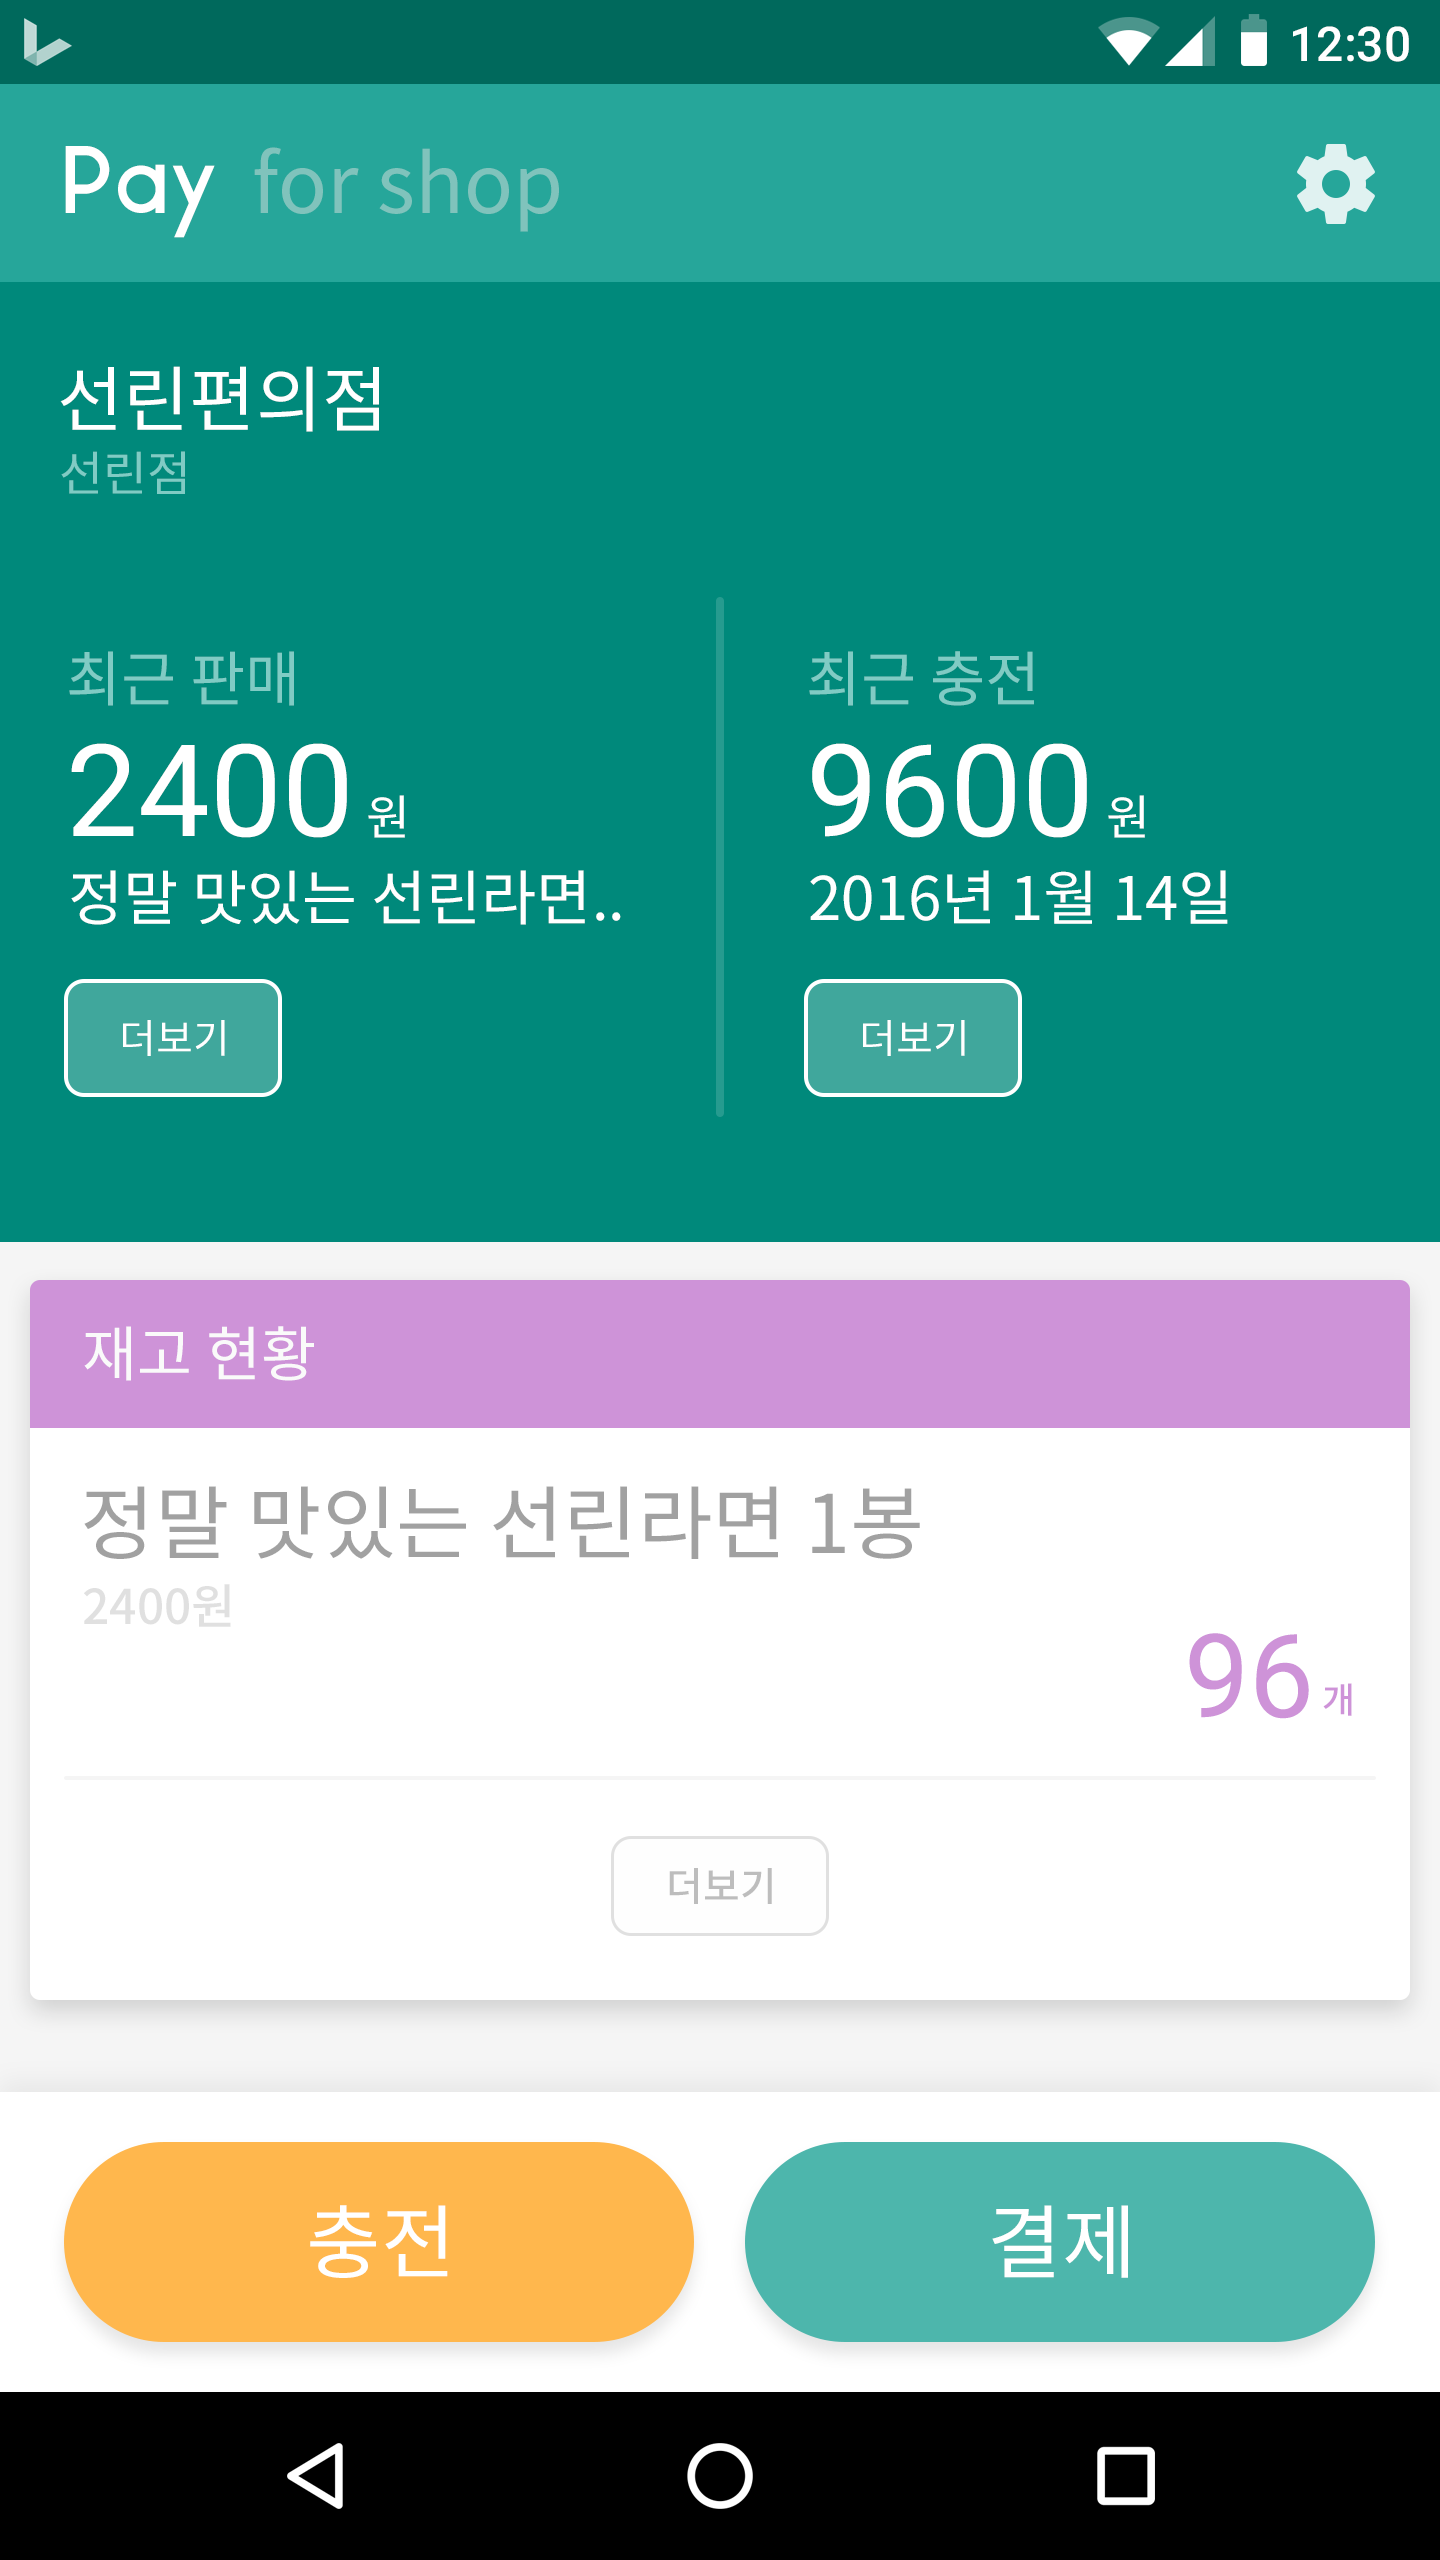 12:30
Pay for shop
선린편의점
선린점
최근 판매
2400 원
정말 맛있는 선린라면..
더보기
최근 충전
9600 원
2016년 1월 14일
더보기
재고 현황
정말 맛있는 선린라면 1봉
2400원
96 개
더보기
충전
결제